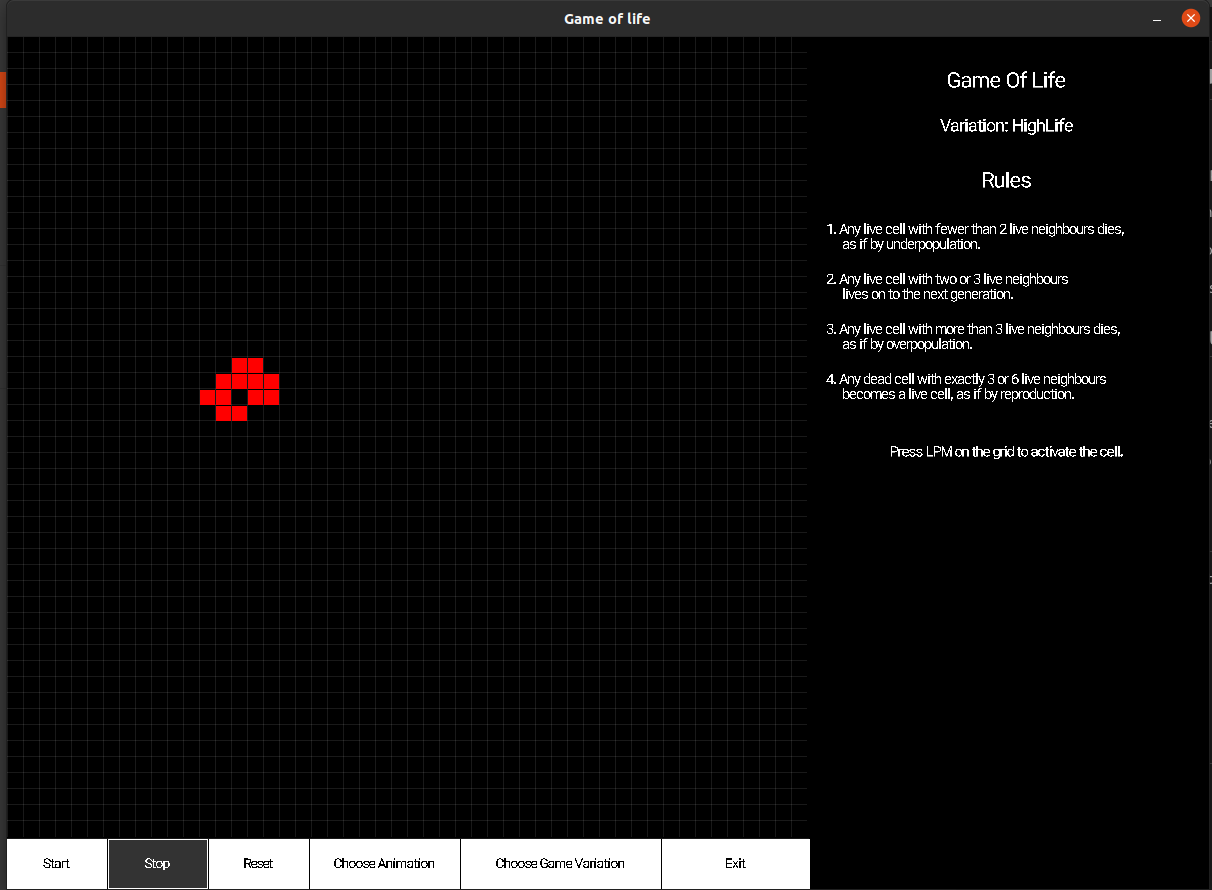 Game of life
Game Of Life
Variation: HighLife
Rules
1. Any live cell with fewer than 2 live neighbours dies,
as if by underpopulation.
2. Any live cell with two or 3 live neighbours
lives on to the next generation.
3. Any live cell with more than 3 live neighbours dies,
as if by overpopulation.
4. Any dead cell with exactly 3 or 6 live neighbours
becomes a live cell, as if by reproduction.
Press LPM on the grid to activate the cell.
Start
Stop
Reset
Choose Animation
Choose Game Variation
Exit